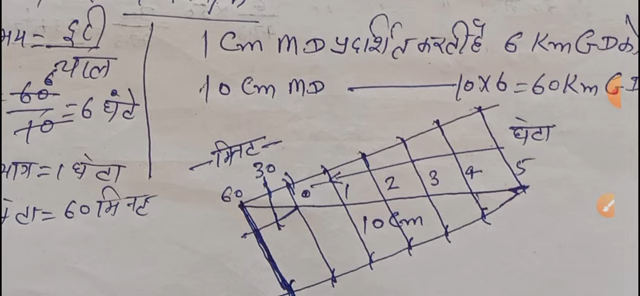 मय = दूरी / चाल
60 / 10 = 6 घंटे
भाग = 1 घंटा
घंटा = 60 मिनट
1 Cm MD प्रदर्शित करती है 6 Km GD को
10 Cm MD ——— 10×6 = 60 Km GD
मिनट घंटा
60 30 0 1 2 3 4 5
10 Cm